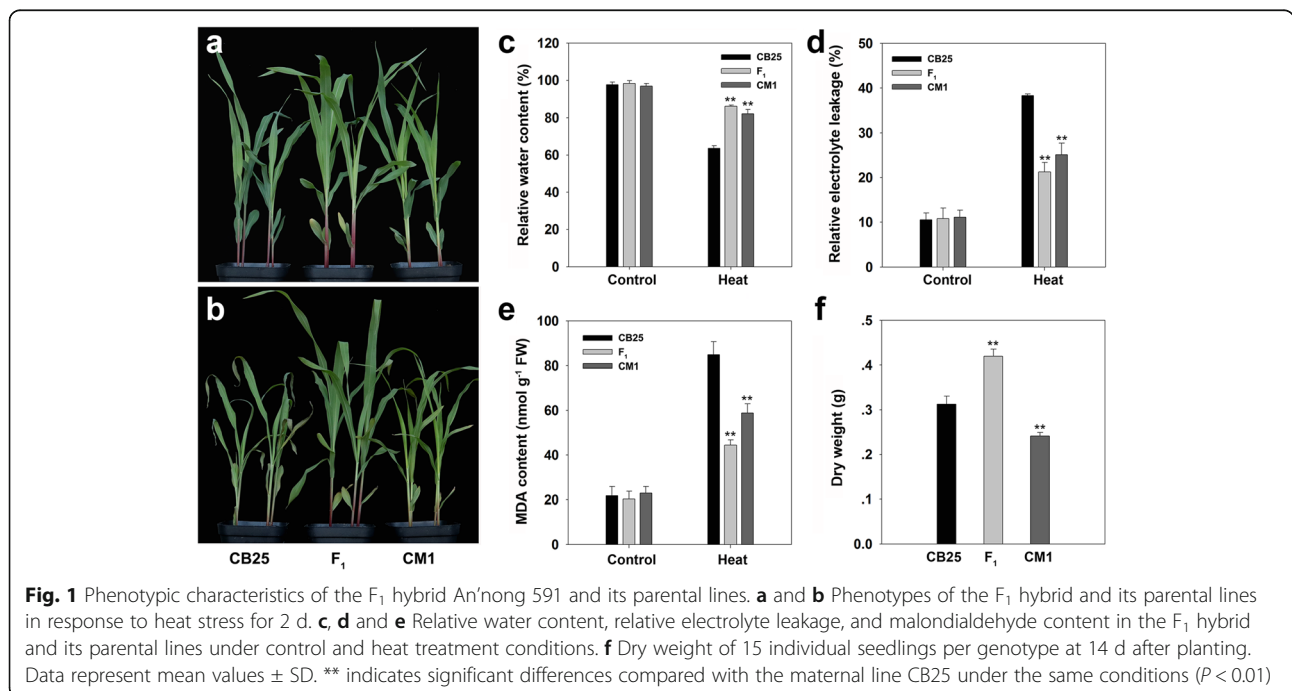 a
b
CB25 F₁ CM1
c
Relative water content (%)
120
100
80
60
40
20
0
CB25
F₁
CM1
** **
Control Heat
d
Relative electrolyte leakage (%)
50
40
30
20
10
0
CB25
F₁
CM1
** **
Control Heat
e
MDA content (nmol g⁻¹ FW)
100
80
60
40
20
0
CB25
F₁
CM1
** **
Control Heat
f
Dry weight (g)
.5
.4
.3
.2
.1
0.0
** **
CB25 F₁ CM1
Fig. 1 Phenotypic characteristics of the F₁ hybrid An'nong 591 and its parental lines. a and b Phenotypes of the F₁ hybrid and its parental lines
in response to heat stress for 2 d. c, d and e Relative water content, relative electrolyte leakage, and malondialdehyde content in the F₁ hybrid
and its parental lines under control and heat treatment conditions. f Dry weight of 15 individual seedlings per genotype at 14 d after planting.
Data represent mean values ± SD. ** indicates significant differences compared with the maternal line CB25 under the same conditions (P < 0.01)